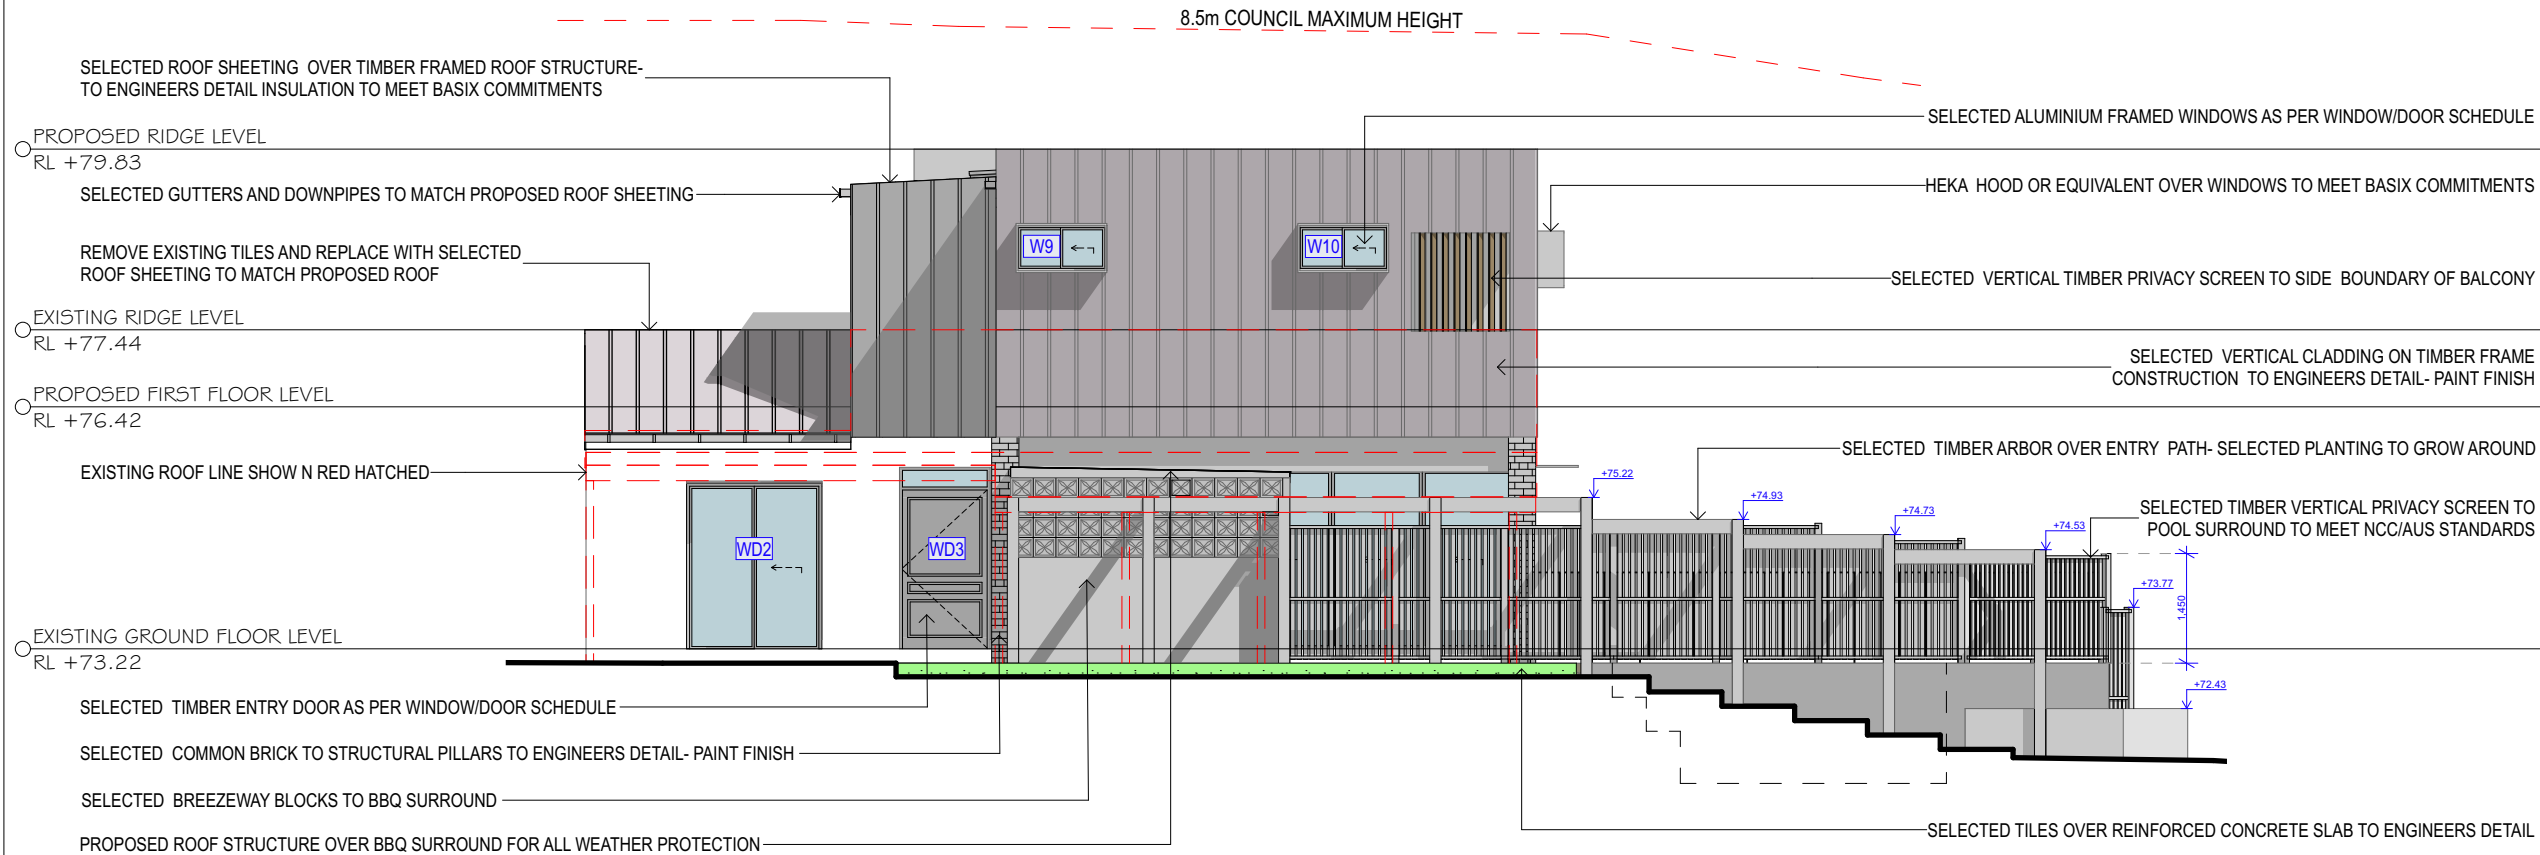 8.5m COUNCIL MAXIMUM HEIGHT
SELECTED ROOF SHEETING OVER TIMBER FRAMED ROOF STRUCTURE-
TO ENGINEERS DETAIL INSULATION TO MEET BASIX COMMITMENTS
SELECTED ALUMINIUM FRAMED WINDOWS AS PER WINDOW/DOOR SCHEDULE
PROPOSED RIDGE LEVEL
RL +79.83
SELECTED GUTTERS AND DOWNPIPES TO MATCH PROPOSED ROOF SHEETING
HEKA HOOD OR EQUIVALENT OVER WINDOWS TO MEET BASIX COMMITMENTS
W9
W10
REMOVE EXISTING TILES AND REPLACE WITH SELECTED
ROOF SHEETING TO MATCH PROPOSED ROOF
SELECTED VERTICAL TIMBER PRIVACY SCREEN TO SIDE BOUNDARY OF BALCONY
EXISTING RIDGE LEVEL
RL +77.44
SELECTED VERTICAL CLADDING ON TIMBER FRAME
CONSTRUCTION TO ENGINEERS DETAIL- PAINT FINISH
PROPOSED FIRST FLOOR LEVEL
RL +76.42
SELECTED TIMBER ARBOR OVER ENTRY PATH- SELECTED PLANTING TO GROW AROUND
EXISTING ROOF LINE SHOW N RED HATCHED
+75.22
+74.93
+74.73
+74.53
SELECTED TIMBER VERTICAL PRIVACY SCREEN TO
POOL SURROUND TO MEET NCC/AUS STANDARDS
WD2
WD3
+73.77
1,450
EXISTING GROUND FLOOR LEVEL
RL +73.22
+72.43
SELECTED TIMBER ENTRY DOOR AS PER WINDOW/DOOR SCHEDULE
SELECTED COMMON BRICK TO STRUCTURAL PILLARS TO ENGINEERS DETAIL- PAINT FINISH
SELECTED BREEZEWAY BLOCKS TO BBQ SURROUND
SELECTED TILES OVER REINFORCED CONCRETE SLAB TO ENGINEERS DETAIL
PROPOSED ROOF STRUCTURE OVER BBQ SURROUND FOR ALL WEATHER PROTECTION